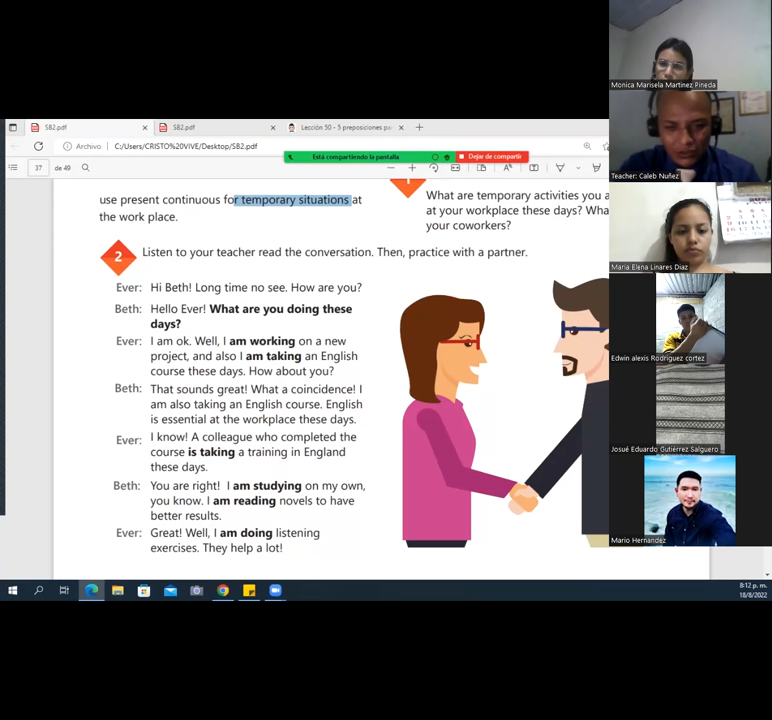 SB2.pdf
SB2.pdf
Lección 50 - 5 preposiciones pa
Archivo
C:/Users/CRISTO%20VIVE/Desktop/SB2.pdf
Está compartiendo la pantalla
Dejar de compartir
37
de 49
use present continuous for temporary situations at
the work place.
1
What are temporary activities you a
at your workplace these days? Wha
your coworkers?
2
Listen to your teacher read the conversation. Then, practice with a partner.
Ever: Hi Beth! Long time no see. How are you?
Beth: Hello Ever! What are you doing these
days?
Ever: I am ok. Well, I am working on a new
project, and also I am taking an English
course these days. How about you?
Beth: That sounds great! What a coincidence! I
am also taking an English course. English
is essential at the workplace these days.
Ever: I know! A colleague who completed the
course is taking a training in England
these days.
Beth: You are right! I am studying on my own,
you know. I am reading novels to have
better results.
Ever: Great! Well, I am doing listening
exercises. They help a lot!
Monica Marisela Martinez Pineda
Teacher: Caleb Nuñez
Maria Elena Linares Diaz
Edwin alexis Rodriguez cortez
Josué Eduardo Gutiérrez Salguero
Mario Hernandez
8:12 p. m.
18/8/2022